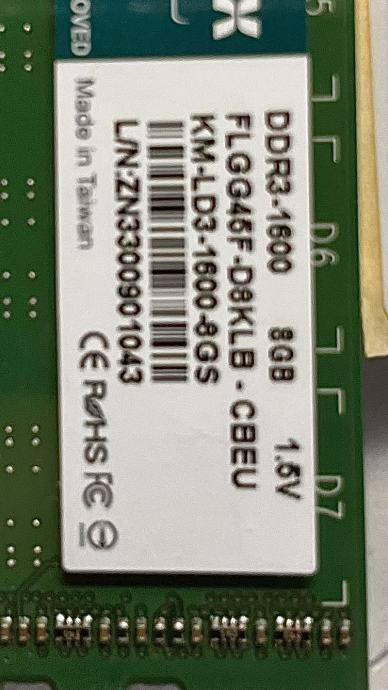 DDR3-1600 8GB 1.5V
FLGG45F-D8KLB - CBEU
KM-LD3-1600-8GS
L/N:ZN3300901043
Made in Taiwan CE RoHS FC
OVED
D6
D7